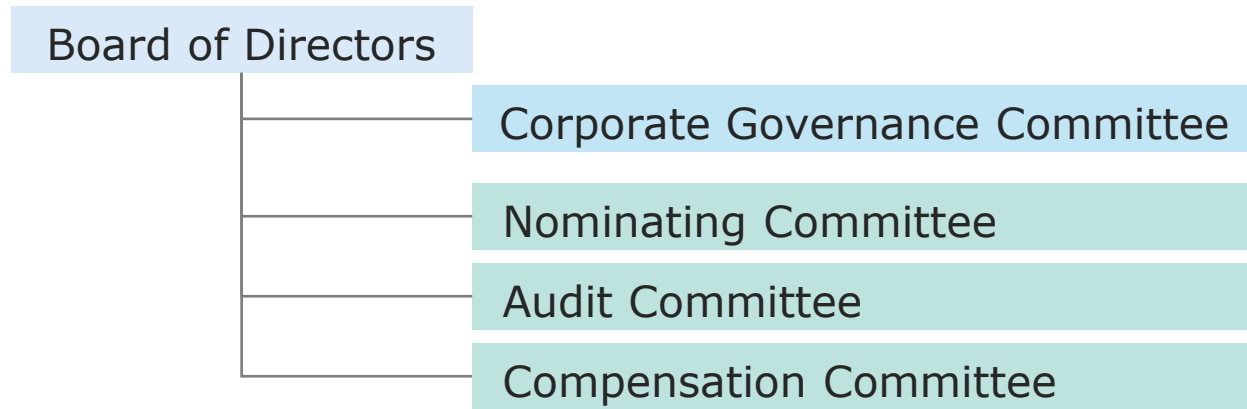 Board of Directors
Corporate Governance Committee
Nominating Committee
Audit Committee
Compensation Committee